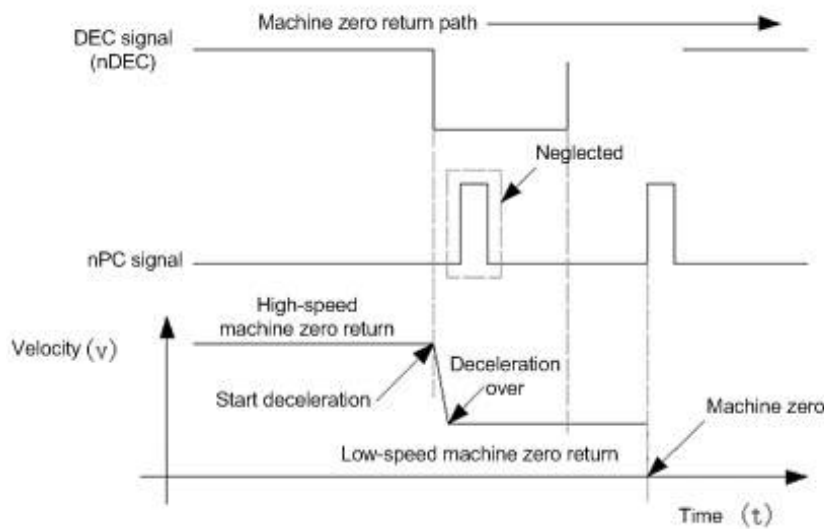 Machine zero return path
DEC signal
(nDEC)
Neglected
nPC signal
High-speed
machine zero return
Velocity (v)
Deceleration
over
Start deceleration
Machine zero
Low-speed machine zero return
Time (t)